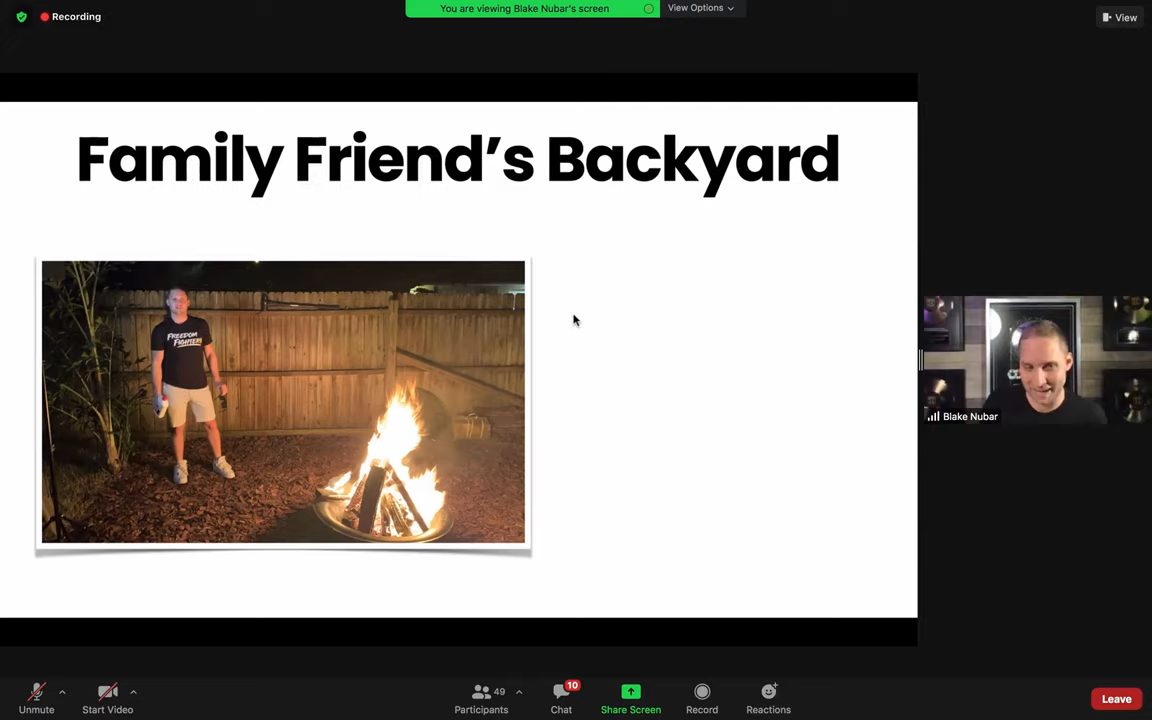 Recording
You are viewing Blake Nubar's screen
View Options
View
Family Friend's Backyard
FREEDOM
FIGHTERS
Blake Nubar
Unmute
Start Video
49
Participants
10
Chat
Share Screen
Record
Reactions
Leave